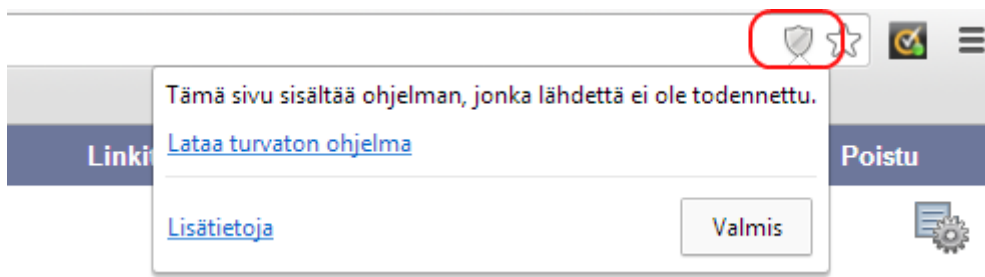 Tämä sivu sisältää ohjelman, jonka lähdettä ei ole todennettu.
Lataa turvaton ohjelma
Poistu
Lisätietoja
Valmis